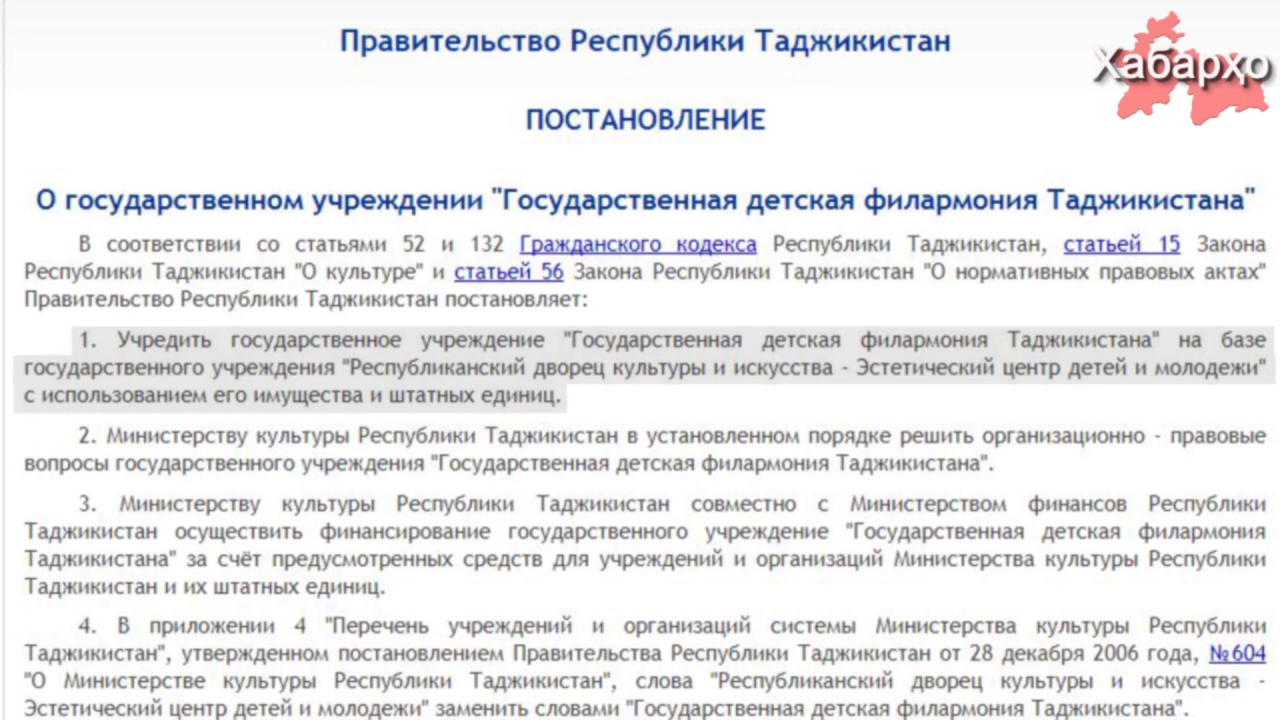 Правительство Республики Таджикистан
Хабарҳо
ПОСТАНОВЛЕНИЕ
О государственном учреждении "Государственная детская филармония Таджикистана"
В соответствии со статьями 52 и 132 Гражданского кодекса Республики Таджикистан, статьей 15 Закона
Республики Таджикистан "О культуре" и статьей 56 Закона Республики Таджикистан "О нормативных правовых актах"
Правительство Республики Таджикистан постановляет:
1. Учредить государственное учреждение "Государственная детская филармония Таджикистана" на базе
государственного учреждения "Республиканский дворец культуры и искусства - Эстетический центр детей и молодежи"
с использованием его имущества и штатных единиц.
2. Министерству культуры Республики Таджикистан в установленном порядке решить организационно - правовые
вопросы государственного учреждения "Государственная детская филармония Таджикистана".
3. Министерству культуры Республики Таджикистан совместно с Министерством финансов Республики
Таджикистан осуществить финансирование государственного учреждение "Государственная детская филармония
Таджикистана" за счёт предусмотренных средств для учреждений и организаций Министерства культуры Республики
Таджикистан и их штатных единиц.
4. В приложении 4 "Перечень учреждений и организаций системы Министерства культуры Республики
Таджикистан", утвержденном постановлением Правительства Республики Таджикистан от 28 декабря 2006 года, №604
"О Министерстве культуры Республики Таджикистан", слова "Республиканский дворец культуры и искусства -
Эстетический центр детей и молодежи" заменить словами "Государственная детская филармония Таджикистана".